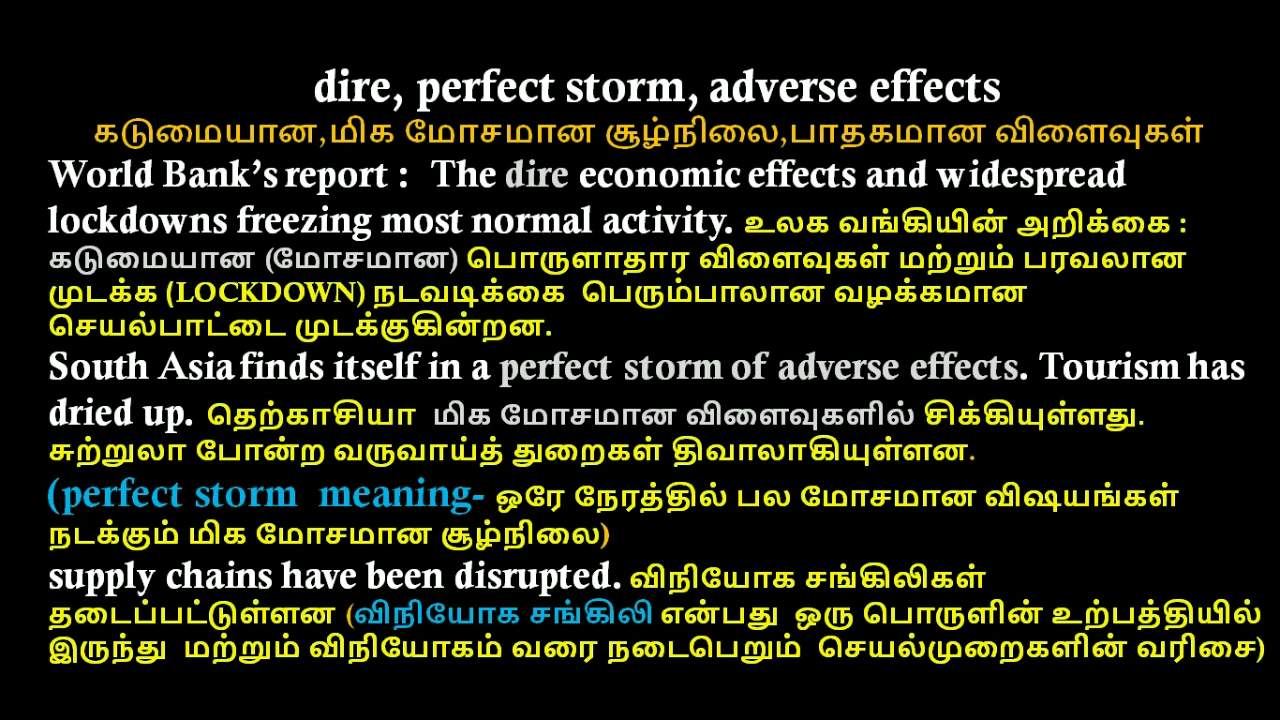 dire, perfect storm, adverse effects
கடுமையான,மிக மோசமான சூழ்நிலை,பாதகமான விளைவுகள்
World Bank's report : The dire economic effects and widespread
lockdowns freezing most normal activity. உலக வங்கியின் அறிக்கை :
கடுமையான (மோசமான) பொருளாதார விளைவுகள் மற்றும் பரவலான
முடக்க (LOCKDOWN) நடவடிக்கை பெரும்பாலான வழக்கமான
செயல்பாட்டை முடக்குகின்றன.
South Asia finds itself in a perfect storm of adverse effects. Tourism has
dried up. தெற்காசியா மிக மோசமான விளைவுகளில் சிக்கியுள்ளது.
சுற்றுலா போன்ற வருவாய்த் துறைகள் திவாலாகியுள்ளன.
(perfect storm meaning- ஒரே நேரத்தில் பல மோசமான விஷயங்கள்
நடக்கும் மிக மோசமான சூழ்நிலை)
supply chains have been disrupted. விநியோக சங்கிலிகள்
தடைப்பட்டுள்ளன (விநியோக சங்கிலி என்பது ஒரு பொருளின் உற்பத்தியில்
இருந்து மற்றும் விநியோகம் வரை நடைபெறும் செயல்முறைகளின் வரிசை)